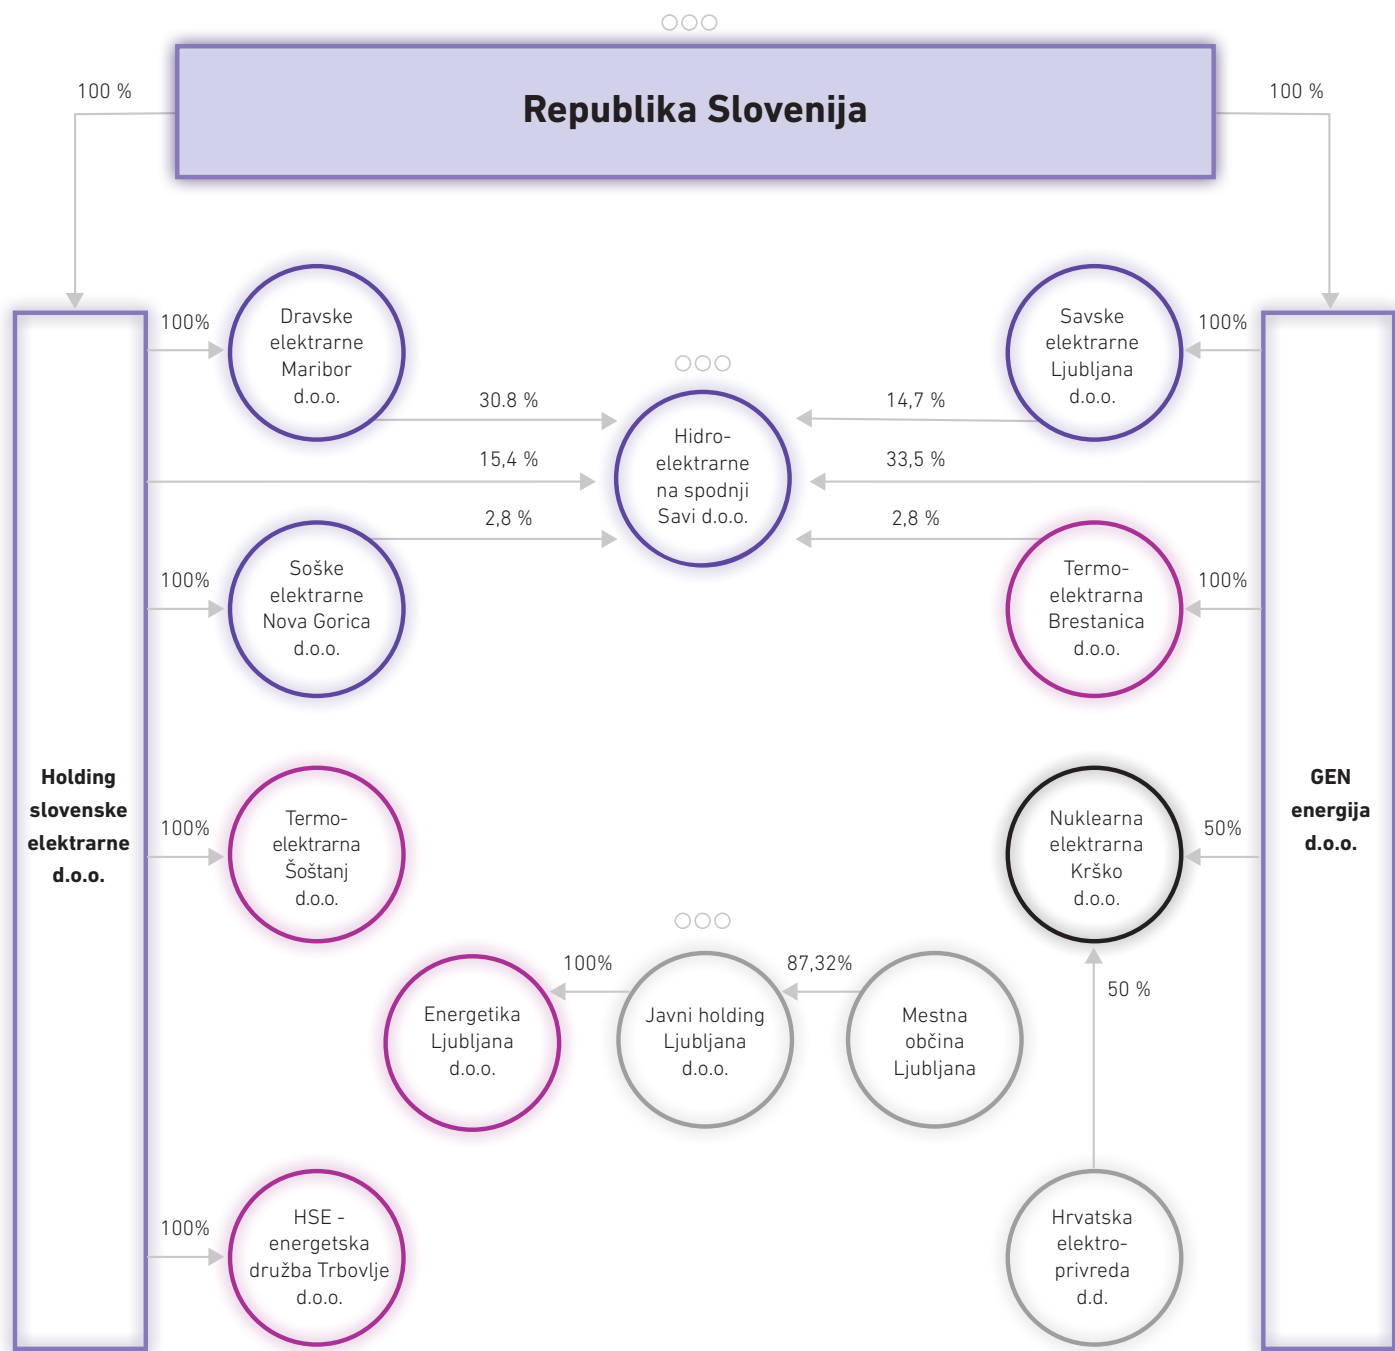 Republika Slovenija
100 %
100 %
100%
Dravske
elektrarne
Maribor
d.o.o.
Savske
elektrarne
Ljubljana
d.o.o.
100%
30.8 %
14,7 %
Hidro-
elektrarne
na spodnji
Savi d.o.o.
15,4 %
33,5 %
2,8 %
2,8 %
100%
Soške
elektrarne
Nova Gorica
d.o.o.
Termo-
elektrarna
Brestanica
d.o.o.
100%
Holding
slovenske
elektrarne
d.o.o.
100%
Termo-
elektrarna
Šoštanj
d.o.o.
Nuklearna
elektrarna
Krško
d.o.o.
50%
GEN
energija
d.o.o.
100%
87,32%
50 %
Energetika
Ljubljana
d.o.o.
Javni holding
Ljubljana
d.o.o.
Mestna
občina
Ljubljana
100%
HSE -
energetska
družba Trbovlje
d.o.o.
Hrvatska
elektro-
privreda
d.d.